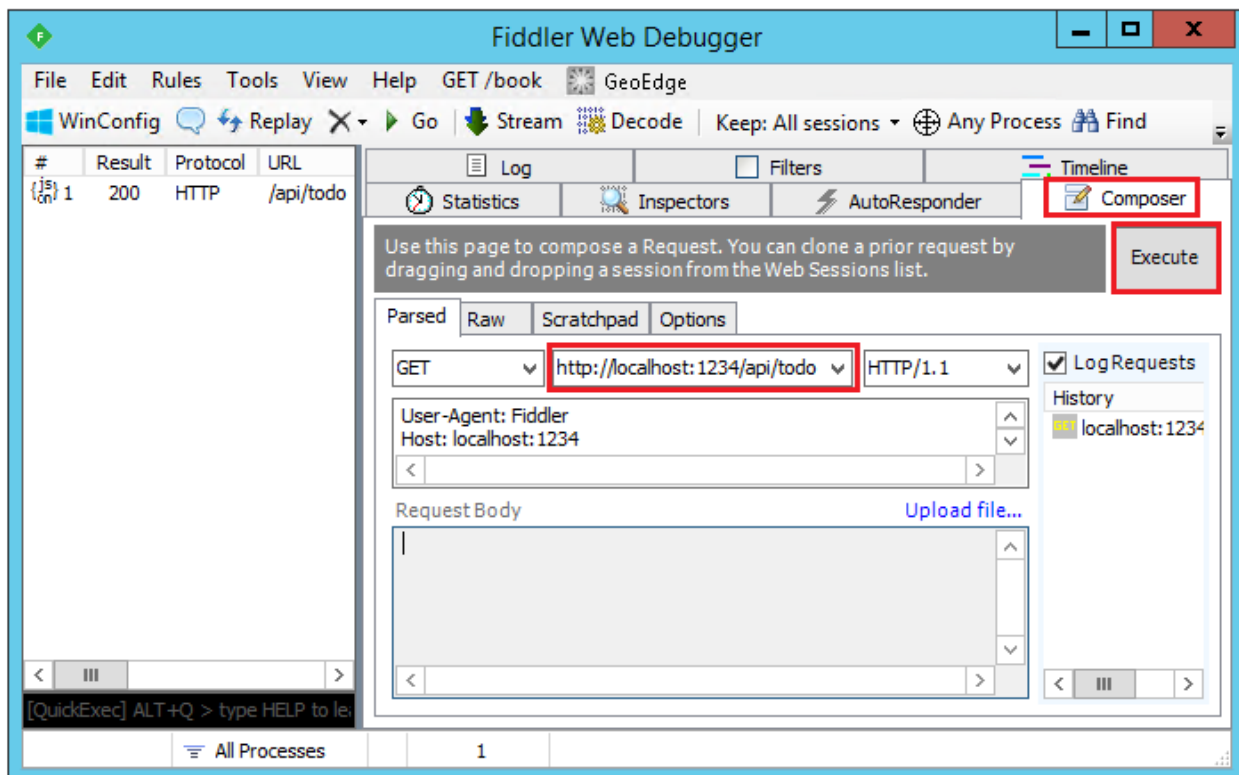 Fiddler Web Debugger
File Edit Rules Tools View Help GET /book GeoEdge
WinConfig Replay Go Stream Decode Keep: All sessions Any Process Find
# Result Protocol URL
1 200 HTTP /api/todo
Log Filters Timeline
Statistics Inspectors AutoResponder Composer
Use this page to compose a Request. You can clone a prior request by
dragging and dropping a session from the Web Sessions list.
Execute
Parsed Raw Scratchpad Options
GET http://localhost:1234/api/todo HTTP/1.1
Log Requests
History
GET localhost:1234
User-Agent: Fiddler
Host: localhost:1234
Request Body Upload file...
[QuickExec] ALT+Q > type HELP to
All Processes 1